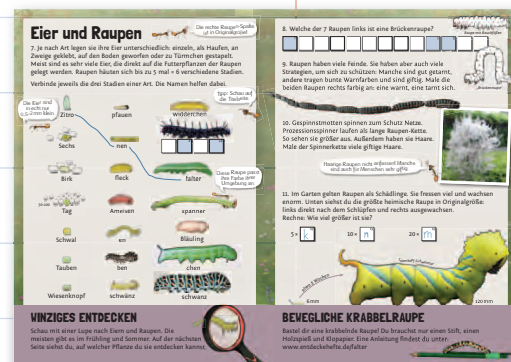 Eier und Raupen
Die rechte Raupen-Spalte
ist in Originalgröße!
7. Je nach Art legen sie ihre Eier unterschiedlich: einzeln, als Haufen, an
Zweige geklebt, auf den Boden geworfen oder zu Türmchen gestapelt.
Meist sind es sehr viele Eier, die direkt auf die Futterpflanzen der Raupen
gelegt werden. Raupen häuten sich bis zu 5 mal = 6 verschiedene Stadien.
Verbinde jeweils die drei Stadien einer Art. Die Namen helfen dabei.
Die Eier sind
in echt nur
0,5-2 mm klein
Tipp: Schau auf
die Titelseite
Zitro
pfauen
widderchen
Sechs
nen
Birk
fleck
falter
Diese Raupe passt
ihre Farbe ihrer
Umgebung an
Tag
Ameisen
spanner
Schwal
en
Bläuling
Tauben
ben
chen
Wiesenknopf
schwänz
schwanz
WINZIGES ENTDECKEN
Schau mit einer Lupe nach Eiern und Raupen. Die
meisten gibt es im Frühling und Sommer. Auf der nächsten
Seite siehst du, auf welcher Pflanze du sie entdecken kannst.
8. Welche der 7 Raupen links ist eine Brückenraupe?
9. Raupen haben viele Feinde. Sie haben aber auch viele
Strategien, um sich zu schützen: Manche sind gut getarnt,
andere tragen bunte Warnfarben und sind giftig. Male die
beiden Raupen rechts farbig an: eine warnt, eine tarnt sich.
10. Gespinstmotten spinnen zum Schutz Netze.
Prozessionsspinner laufen als lange Raupen-Kette.
So sehen sie größer aus. Außerdem haben sie Haare.
Male der Spinnerkette viele giftige Haare.
Haarige Raupen nicht anfassen! Manche
sind auch für Menschen sehr giftig
11. Im Garten gelten Raupen als Schädlinge. Sie fressen viel und wachsen
enorm. Unten siehst du die größte heimische Raupe in Originalgröße:
links direkt nach dem Schlüpfen und rechts ausgewachsen.
Rechne: Wie viel größer ist sie?
5 × k
10 × n
20 × m
6mm
120 mm
BEWEGLICHE KRABBELRAUPE
Bastel dir eine krabbelnde Raupe! Du brauchst nur einen Stift, einen
Holzspieß und Klopapier. Eine Anleitung findest du unter:
www.entdeckehefte.de/falter